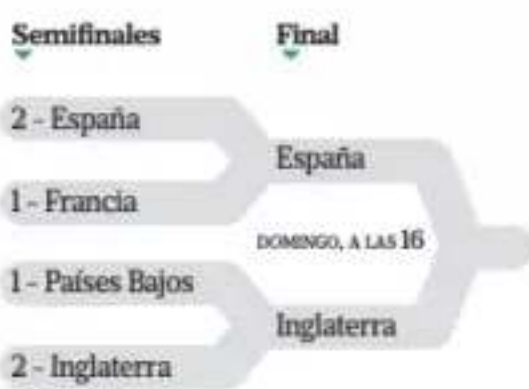 Semifinales
Final
2 - España
España
1 - Francia
DOMINGO, A LAS 16
1 - Países Bajos
Inglaterra
2 - Inglaterra